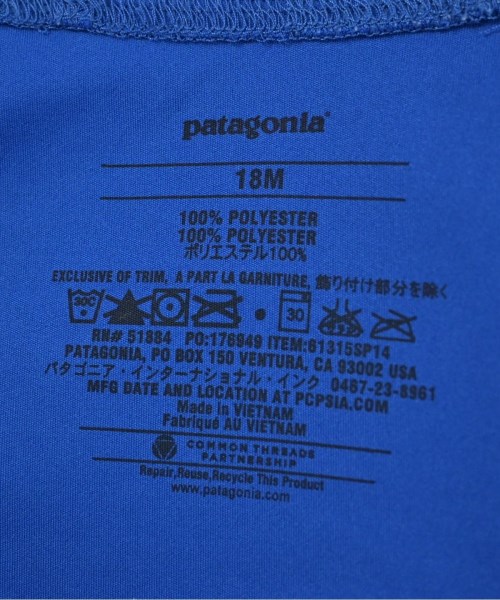 patagonia®
18M
100% POLYESTER
100% POLYESTER
ポリエステル100%
EXCLUSIVE OF TRIM, A PART LA GARNITURE, 飾り付け部分を除く
30C 30
RN# 51884 PO:176949 ITEM:61315SP14
PATAGONIA, PO BOX 150 VENTURA, CA 93002 USA
パタゴニア・インターナショナル・インク 0467-23-8961
MFG DATE AND LOCATION AT PCPSIA.COM
Made in VIETNAM
Fabriqué AU VIETNAM
COMMON THREADS
PARTNERSHIP
Repair,Reuse,Recycle This Product
www.patagonia.com